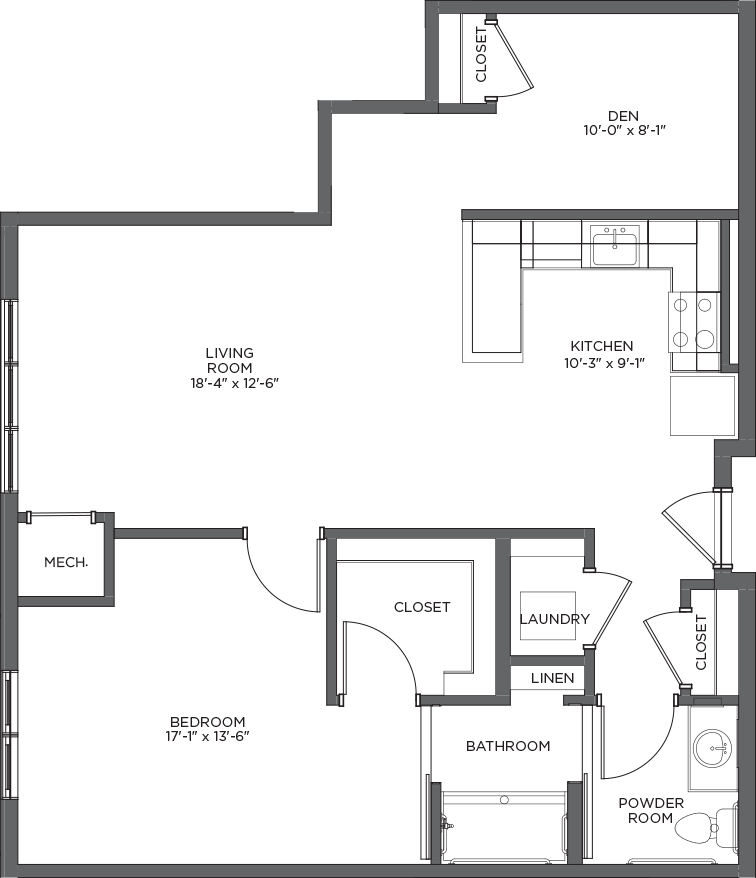 CLOSET
DEN
10'-0" x 8'-1"
LIVING
ROOM
18'-4" x 12'-6"
KITCHEN
10'-3" x 9'-1"
MECH.
CLOSET
LAUNDRY
CLOSET
LINEN
BEDROOM
17'-1" x 13'-6"
BATHROOM
POWDER
ROOM